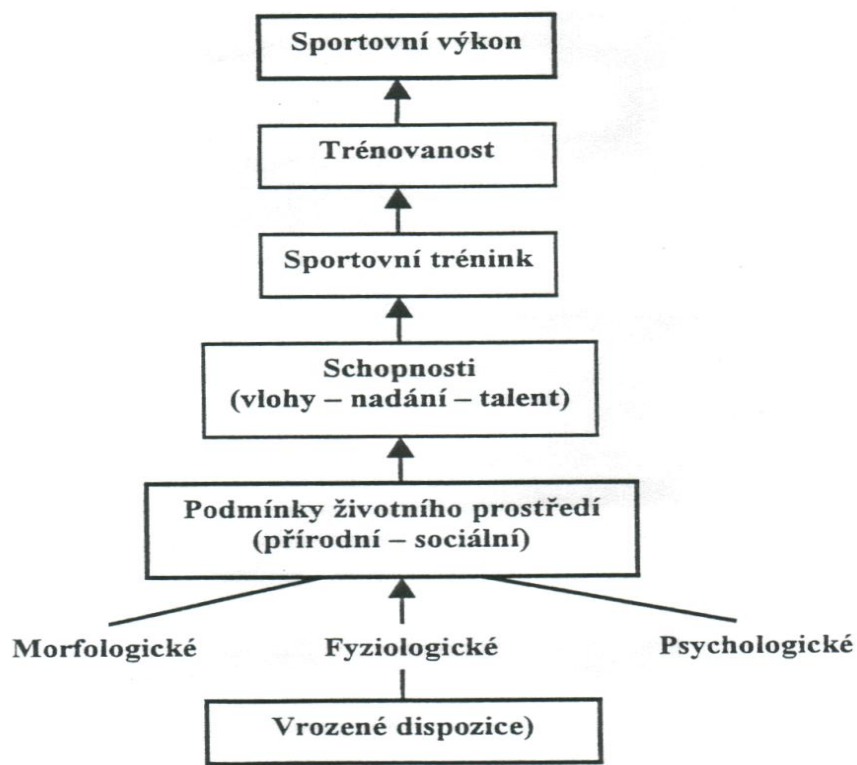 Sportovní výkon
Trénovanost
Sportovní trénink
Schopnosti
(vlohy – nadání – talent)
Podmínky životního prostředí
(přírodní – sociální)
Morfologické
Fyziologické
Psychologické
Vrozené dispozice)